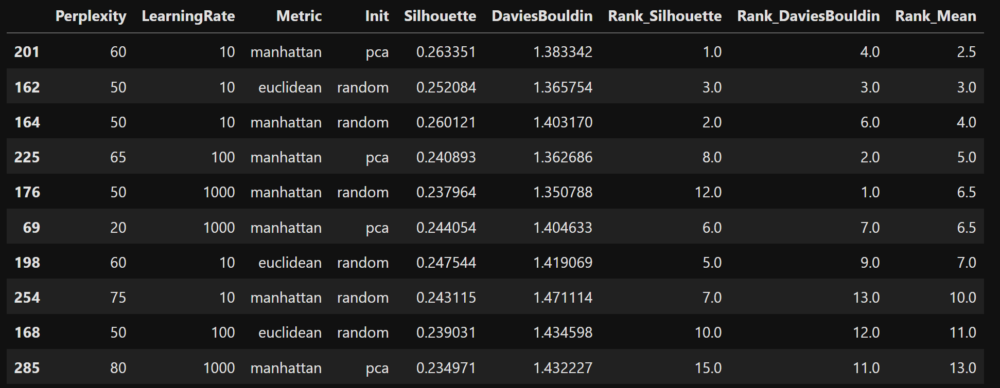 Perplexity LearningRate Metric Init Silhouette DaviesBouldin Rank_Silhouette Rank_DaviesBouldin Rank_Mean
201 60 10 manhattan pca 0.263351 1.383342 1.0 4.0 2.5
162 50 10 euclidean random 0.252084 1.365754 3.0 3.0 3.0
164 50 10 manhattan random 0.260121 1.403170 2.0 6.0 4.0
225 65 100 manhattan pca 0.240893 1.362686 8.0 2.0 5.0
176 50 1000 manhattan random 0.237964 1.350788 12.0 1.0 6.5
69 20 1000 manhattan pca 0.244054 1.404633 6.0 7.0 6.5
198 60 10 euclidean random 0.247544 1.419069 5.0 9.0 7.0
254 75 10 manhattan random 0.243115 1.471114 7.0 13.0 10.0
168 50 100 euclidean random 0.239031 1.434598 10.0 12.0 11.0
285 80 1000 manhattan pca 0.234971 1.432227 15.0 11.0 13.0